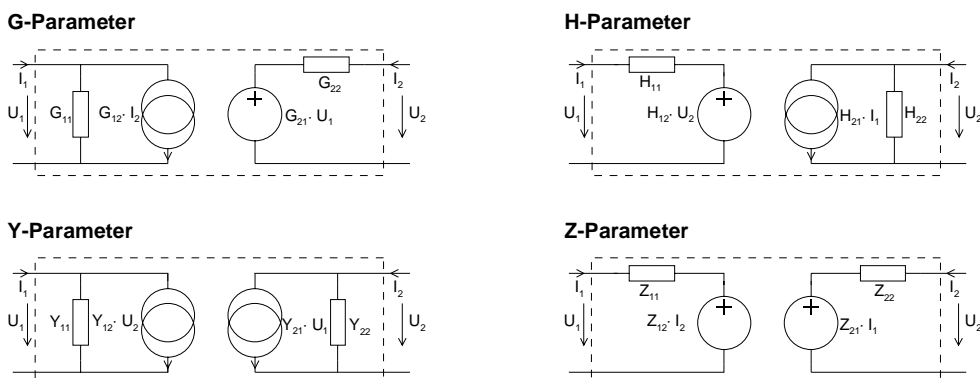 G-Parameter
I₁
U₁
G₁₁
G₁₂· I₂
G₂₁· U₁
G₂₂
I₂
U₂
H-Parameter
I₁
U₁
H₁₁
H₁₂· U₂
H₂₁· I₁
H₂₂
I₂
U₂
Y-Parameter
I₁
U₁
Y₁₁
Y₁₂· U₂
Y₂₁· U₁
Y₂₂
I₂
U₂
Z-Parameter
I₁
U₁
Z₁₁
Z₁₂· I₂
Z₂₁· I₁
Z₂₂
I₂
U₂